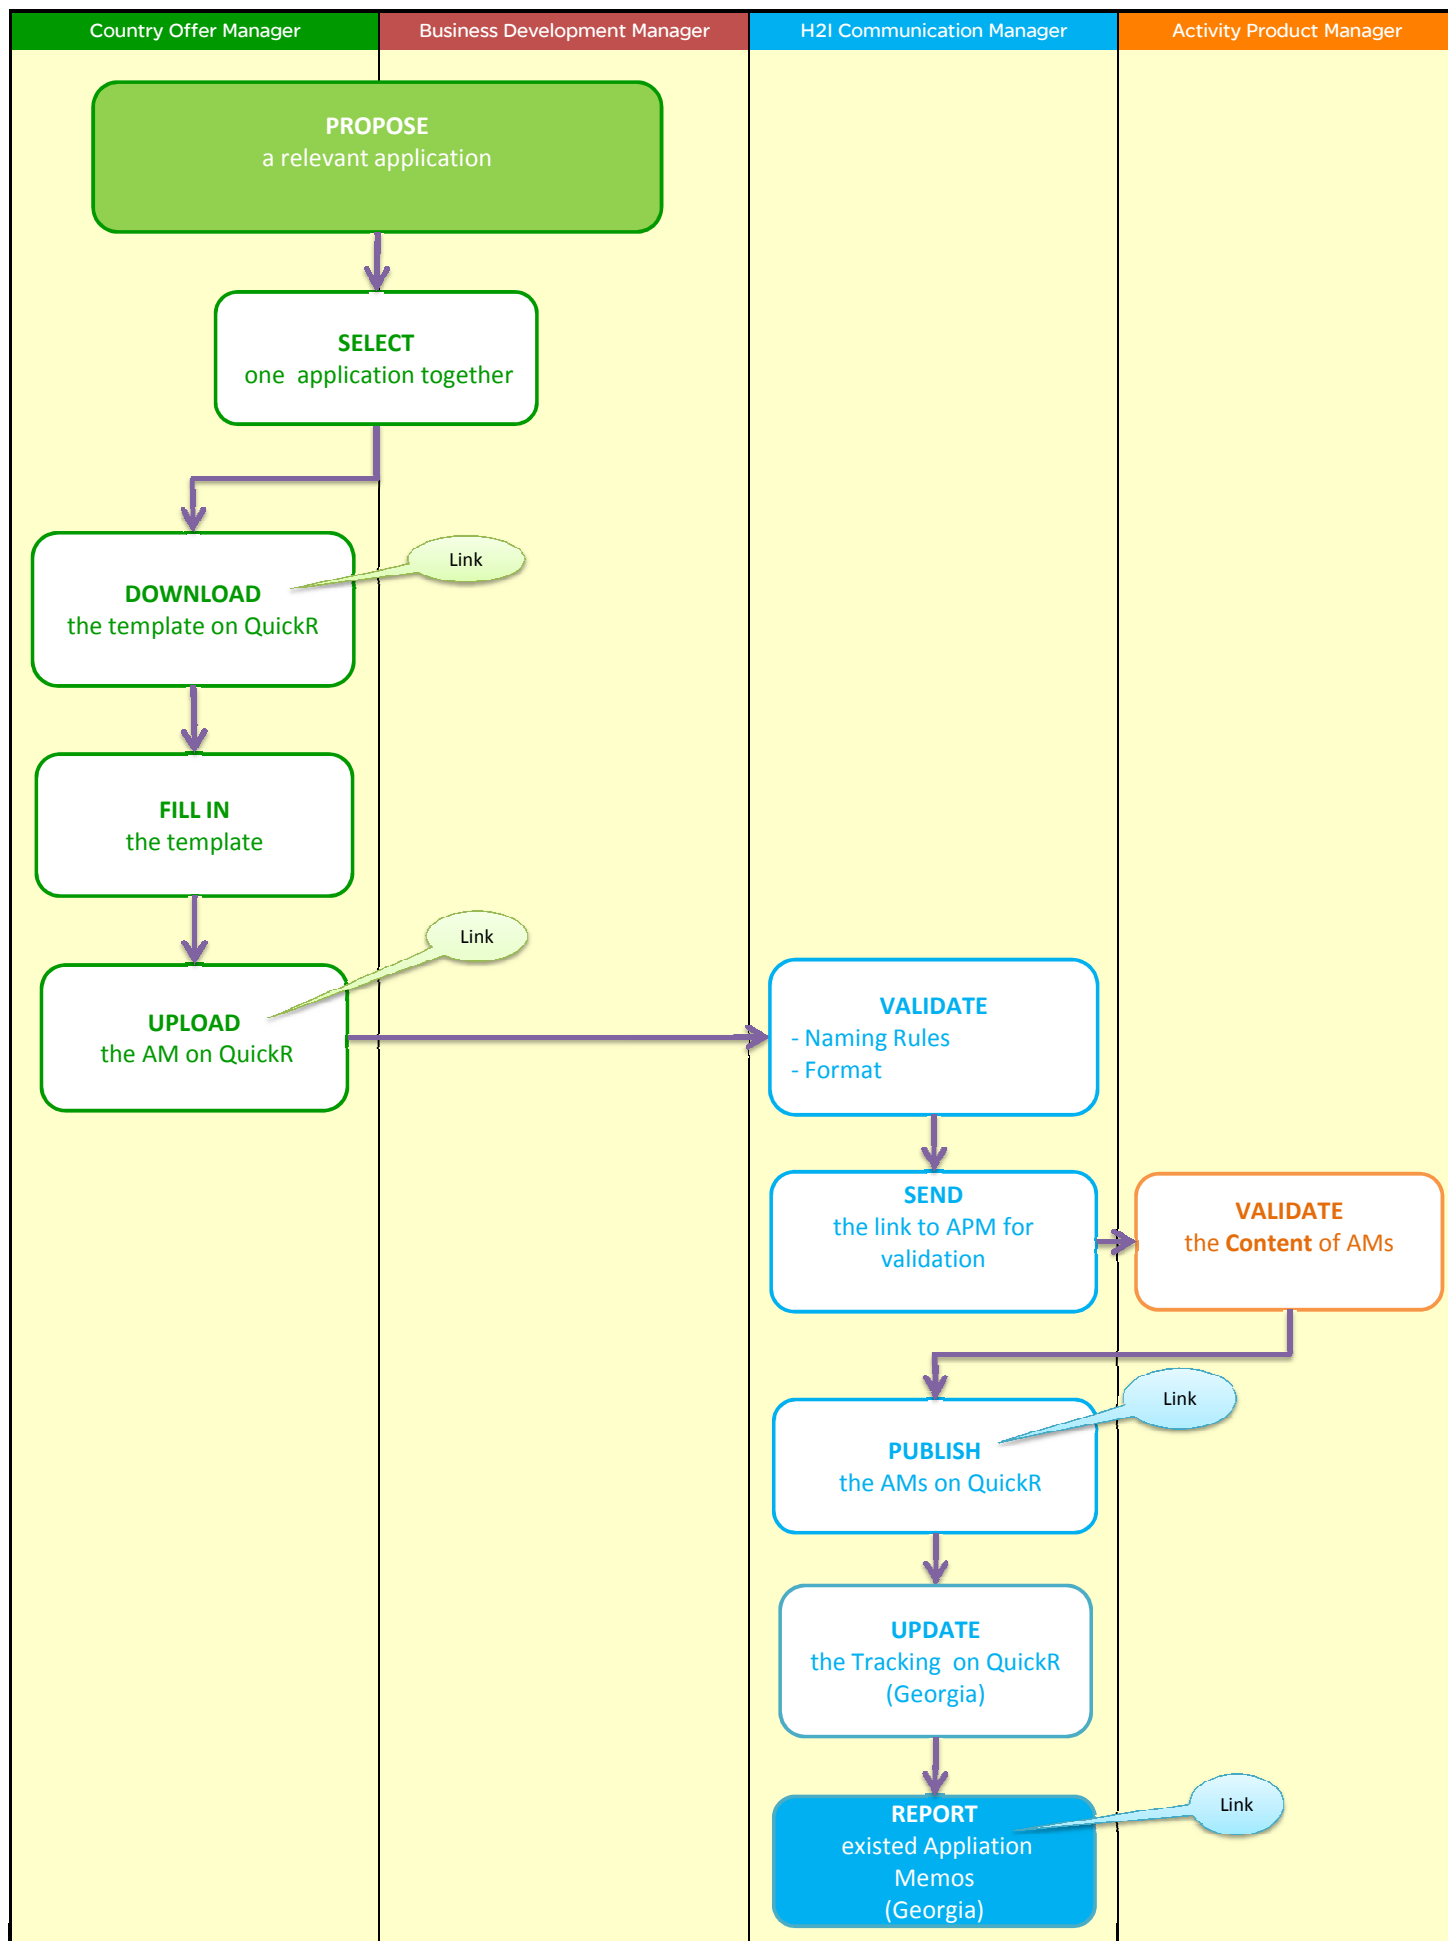 Country Offer Manager
Business Development Manager
H2I Communication Manager
Activity Product Manager
PROPOSE
a relevant application
SELECT
one application together
Link
DOWNLOAD
the template on QuickR
FILL IN
the template
Link
UPLOAD
the AM on QuickR
VALIDATE
- Naming Rules
- Format
SEND
the link to APM for
validation
VALIDATE
the Content of AMs
Link
PUBLISH
the AMs on QuickR
UPDATE
the Tracking on QuickR
(Georgia)
Link
REPORT
existed Appliation
Memos
(Georgia)